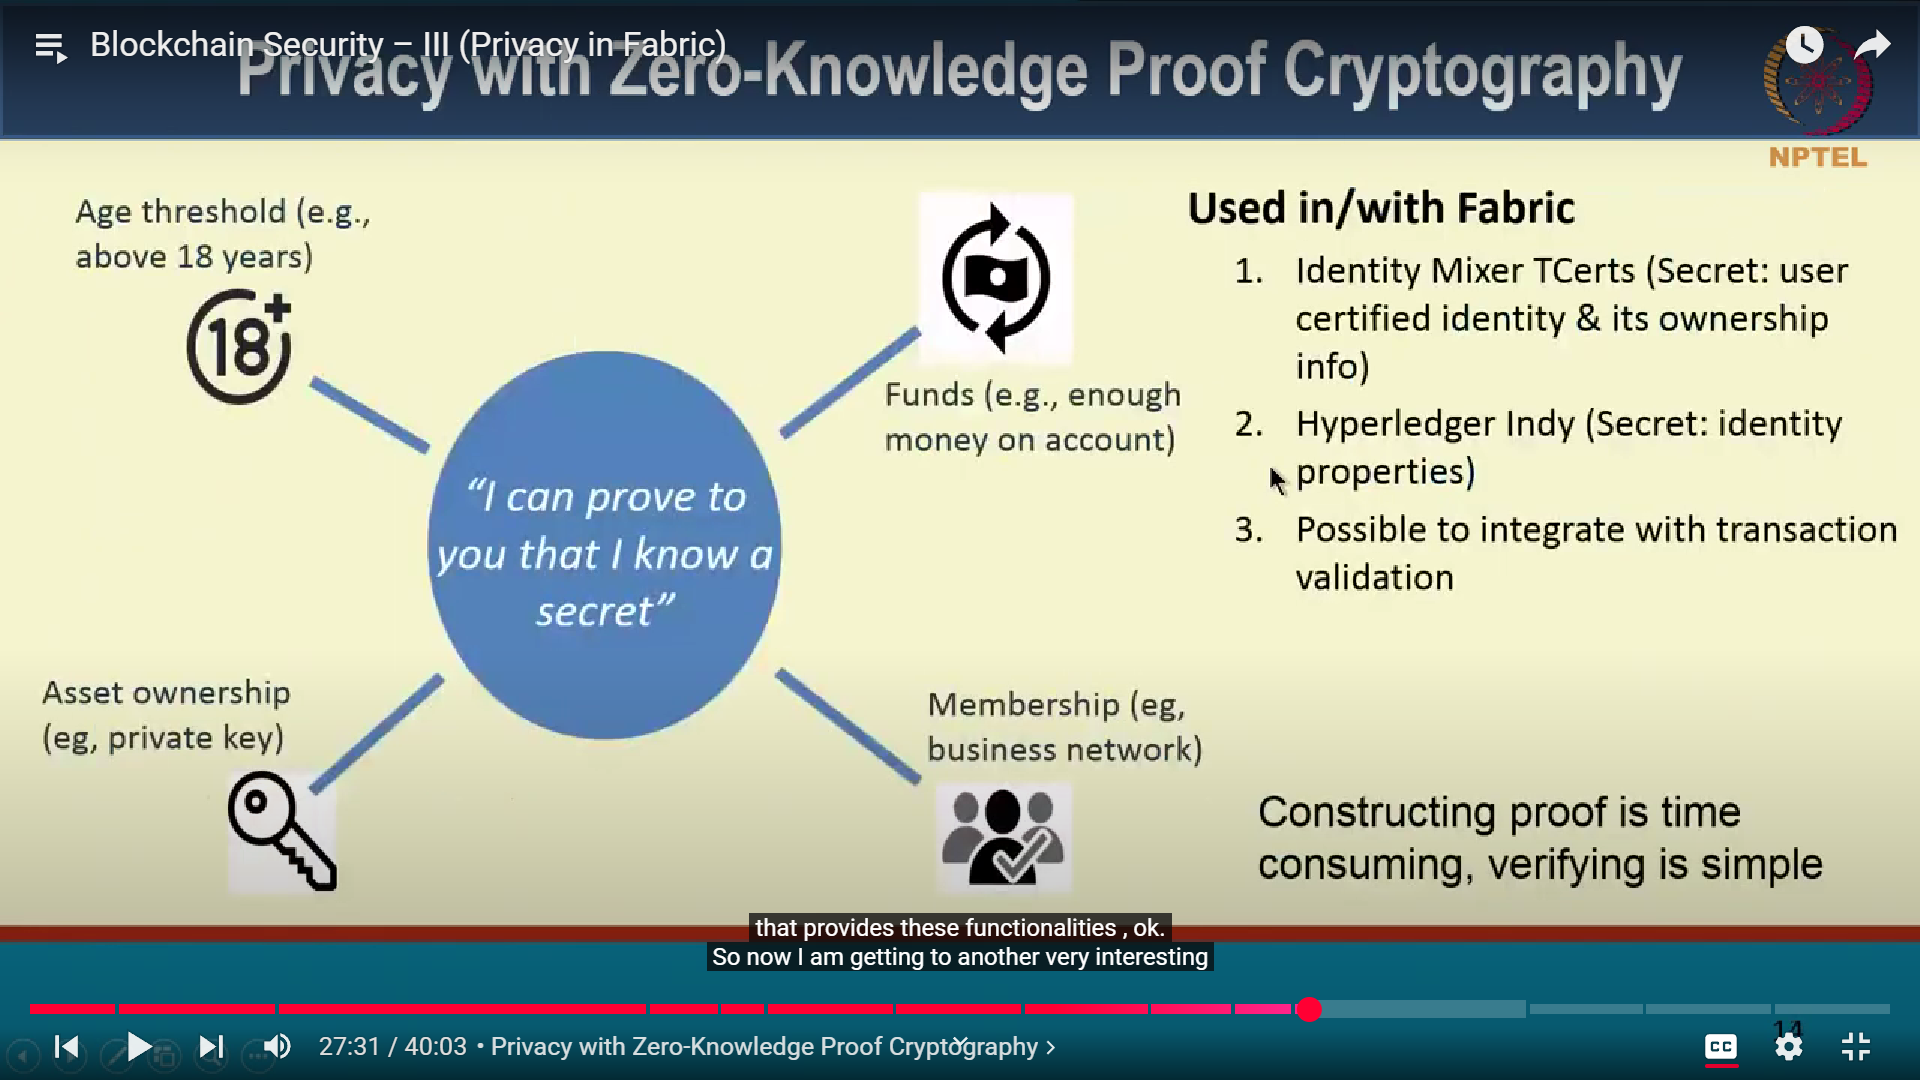 Blockchain Security – III (Privacy in Fabric)
Privacy with Zero-Knowledge Proof Cryptography
NPTEL
Age threshold (e.g.,
above 18 years)
18+
Funds (e.g., enough
money on account)
"I can prove to
you that I know a
secret"
Asset ownership
(eg, private key)
Membership (eg,
business network)
Used in/with Fabric
1. Identity Mixer TCerts (Secret: user
certified identity & its ownership
info)
2. Hyperledger Indy (Secret: identity
properties)
3. Possible to integrate with transaction
validation
Constructing proof is time
consuming, verifying is simple
that provides these functionalities , ok.
So now I am getting to another very interesting
14
27:31 / 40:03 • Privacy with Zero-Knowledge Proof Cryptography
CC